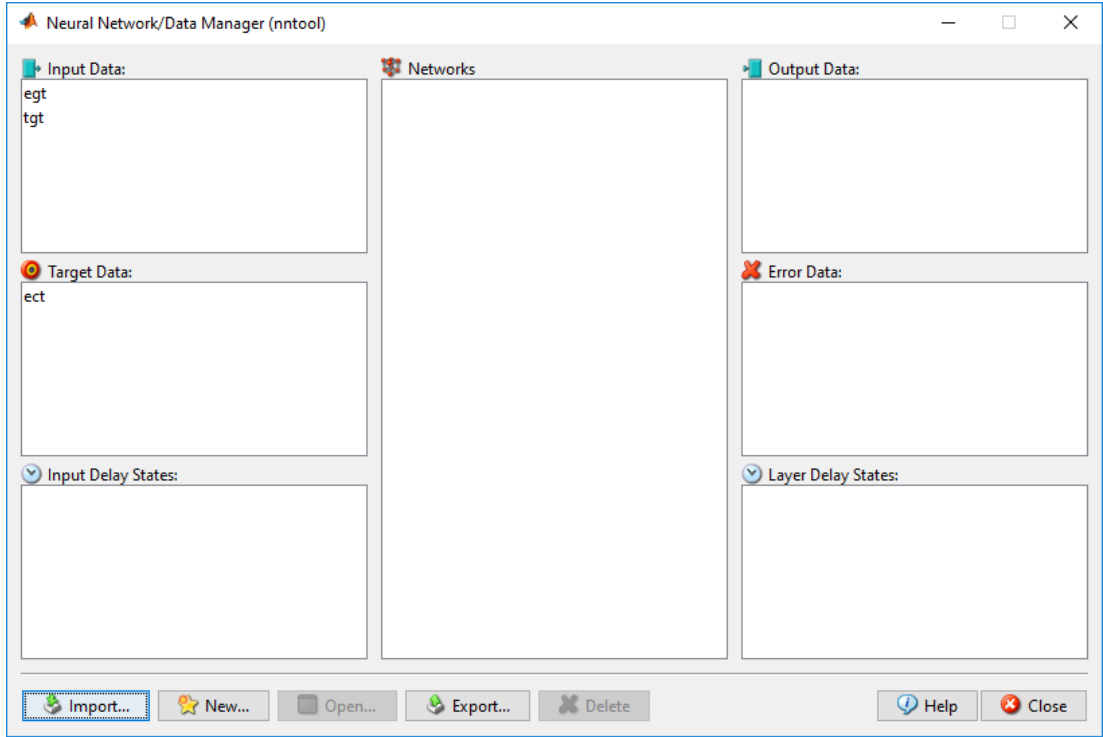 Neural Network/Data Manager (nntool)
Input Data:
egt
tgt
Networks
Output Data:
Target Data:
ect
Error Data:
Input Delay States:
Layer Delay States:
Import...
New...
Open...
Export...
Delete
Help
Close